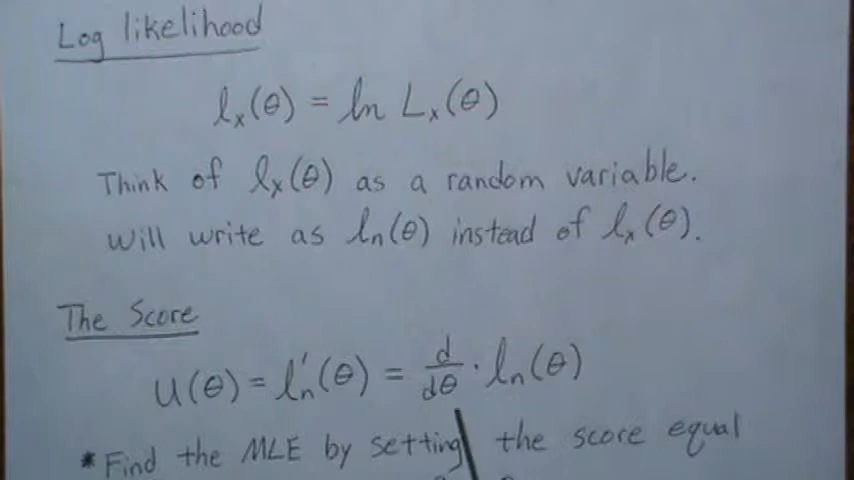 Log likelihood
lₓ(θ) = ln Lₓ(θ)
Think of lₓ(θ) as a random variable.
Will write as lₙ(θ) instead of lₓ(θ).
The Score
U(θ) = lₙ'(θ) = d/dθ · lₙ(θ)
* Find the MLE by setting the score equal